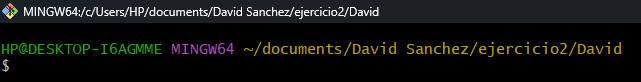 MINGW64:/c/Users/HP/documents/David Sanchez/ejercicio2/David
HP@DESKTOP-I6AGMME MINGW64 ~/documents/David Sanchez/ejercicio2/David
$